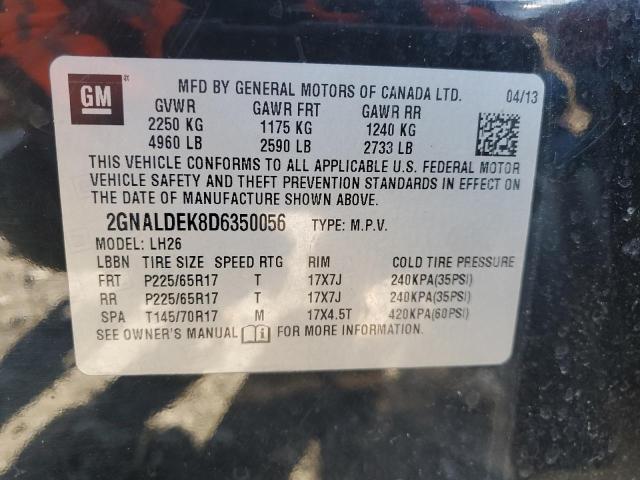 GM
MFD BY GENERAL MOTORS OF CANADA LTD. 04/13
GVWR GAWR FRT GAWR RR
2250 KG 1175 KG 1240 KG
4960 LB 2590 LB 2733 LB
THIS VEHICLE CONFORMS TO ALL APPLICABLE U.S. FEDERAL MOTOR
VEHICLE SAFETY AND THEFT PREVENTION STANDARDS IN EFFECT ON
THE DATE OF MANUFACTURE SHOWN ABOVE.
2GNALDEK8D6350056 TYPE: M.P.V.
MODEL: LH26
LBBN TIRE SIZE SPEED RTG RIM COLD TIRE PRESSURE
FRT P225/65R17 T 17X7J 240KPA(35PSI)
RR P225/65R17 T 17X7J 240KPA(35PSI)
SPA T145/70R17 M 17X4.5T 420KPA(60PSI)
SEE OWNER'S MANUAL FOR MORE INFORMATION.